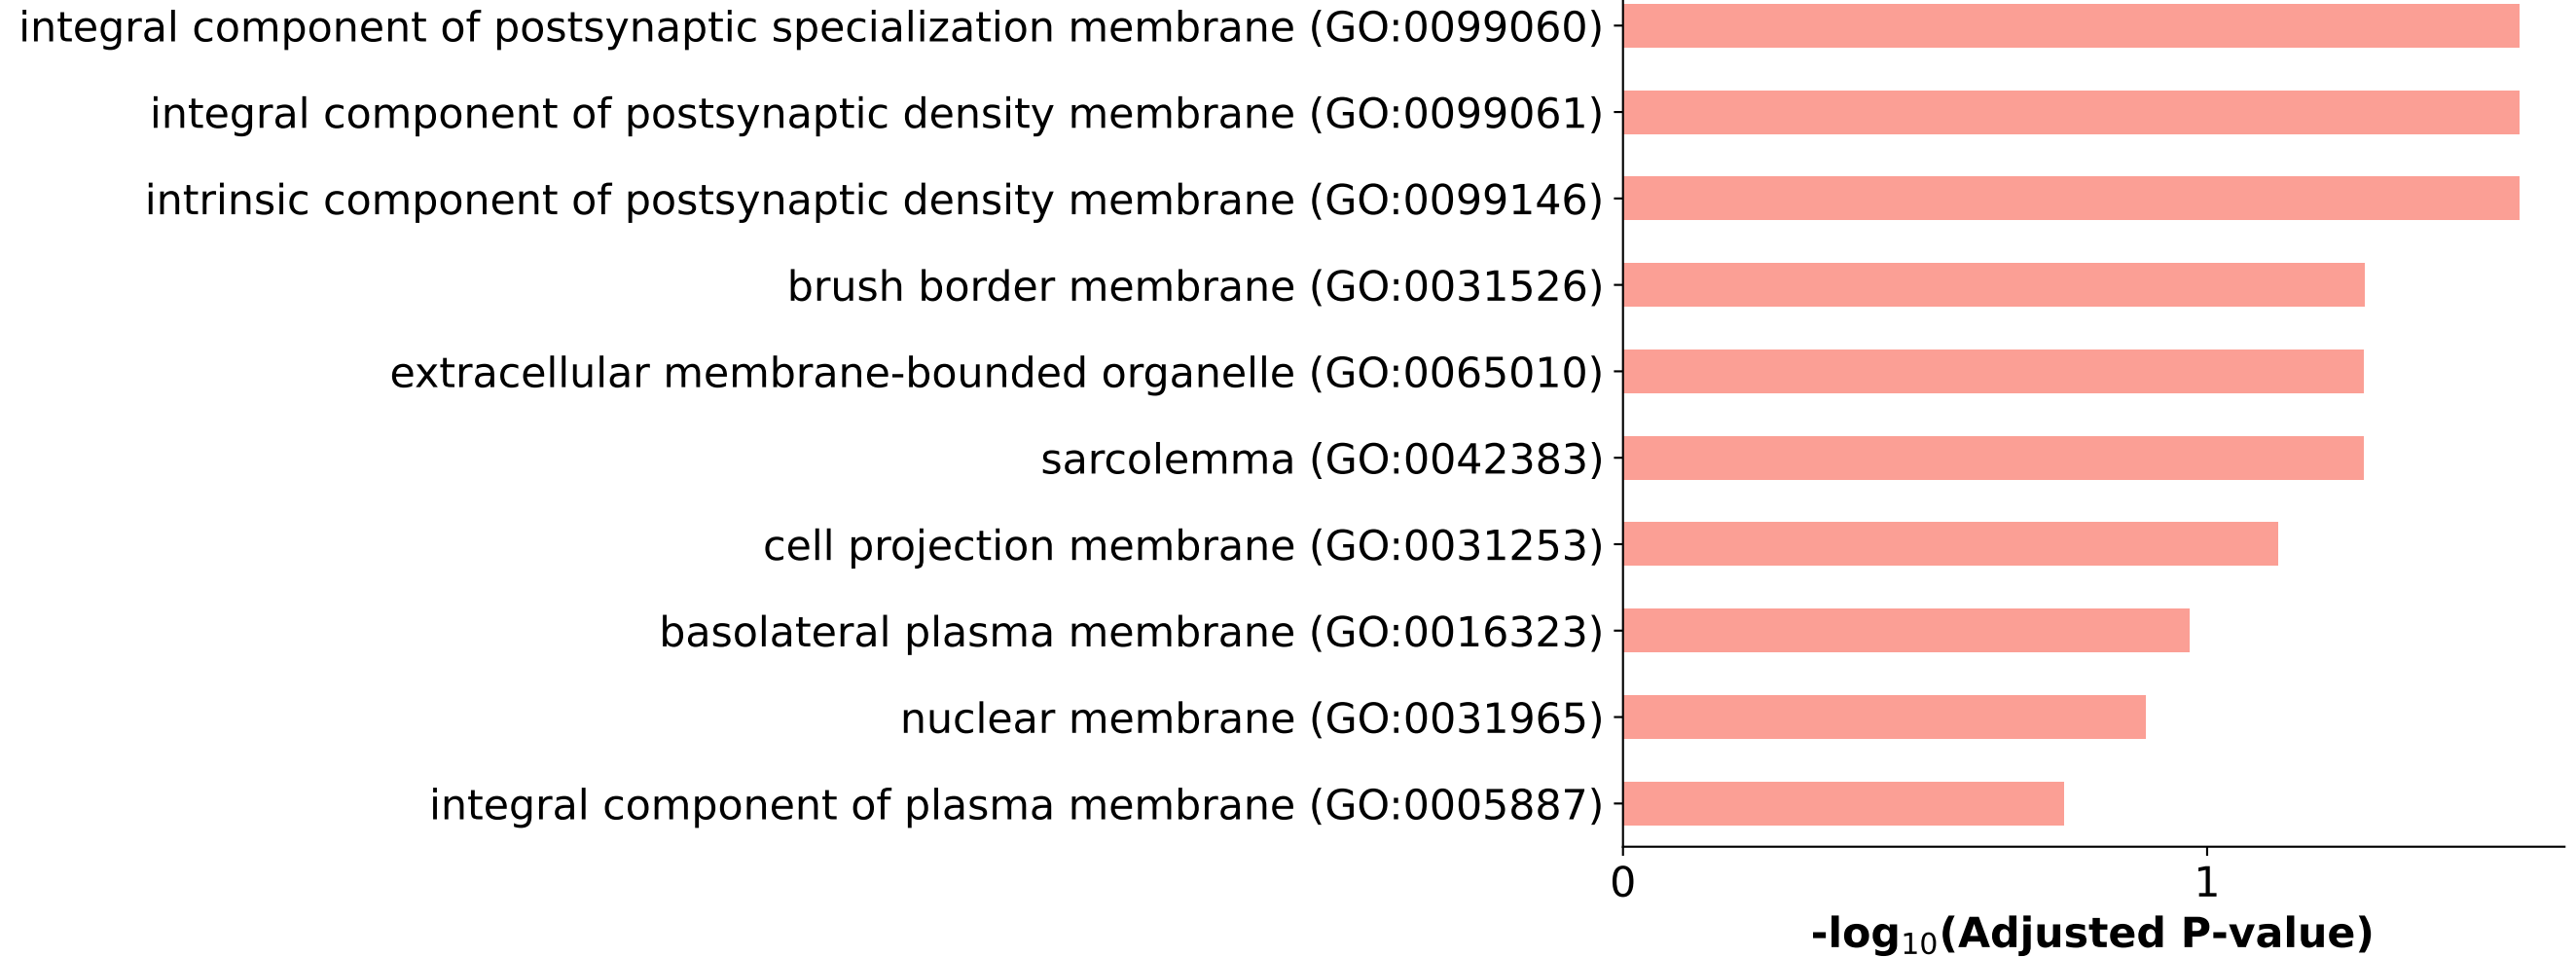 integral component of postsynaptic specialization membrane (GO:0099060)
integral component of postsynaptic density membrane (GO:0099061)
intrinsic component of postsynaptic density membrane (GO:0099146)
brush border membrane (GO:0031526)
extracellular membrane-bounded organelle (GO:0065010)
sarcolemma (GO:0042383)
cell projection membrane (GO:0031253)
basolateral plasma membrane (GO:0016323)
nuclear membrane (GO:0031965)
integral component of plasma membrane (GO:0005887)
0 1
-log₁₀(Adjusted P-value)